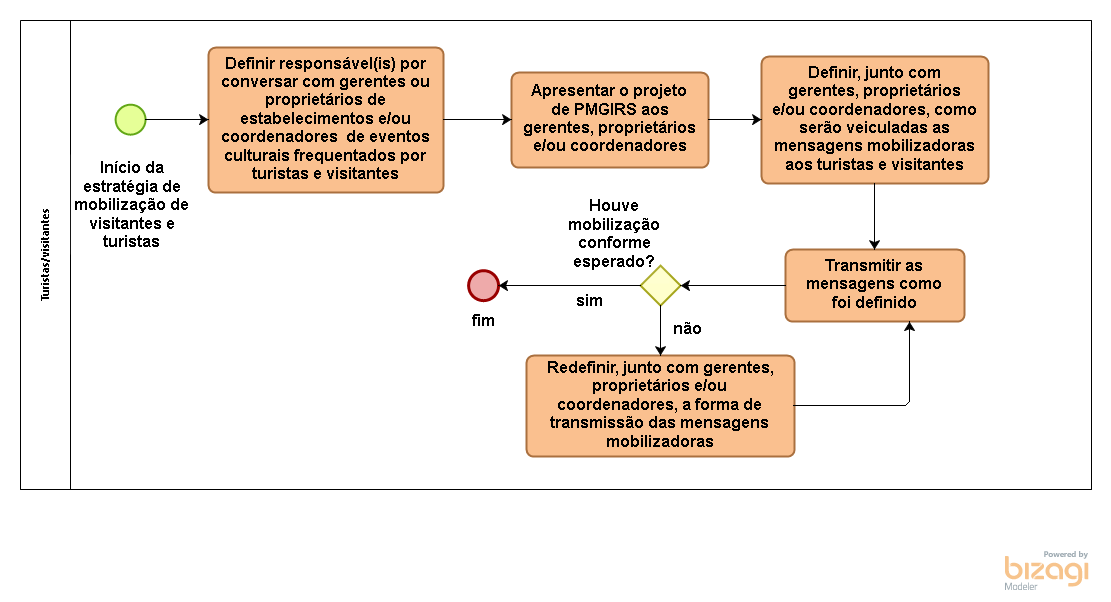 Turistas/visitantes
Início da
estratégia de
mobilização de
visitantes e
turistas
Definir responsável(is) por
conversar com gerentes ou
proprietários de
estabelecimentos e/ou
coordenadores de eventos
culturais frequentados por
turistas e visitantes
Apresentar o projeto
de PMGIRS aos
gerentes, proprietários
e/ou coordenadores
Definir, junto com
gerentes, proprietários
e/ou coordenadores, como
serão veiculadas as
mensagens mobilizadoras
aos turistas e visitantes
Transmitir as
mensagens como
foi definido
Houve
mobilização
conforme
esperado?
sim
fim
não
Redefinir, junto com gerentes,
proprietários e/ou
coordenadores, a forma de
transmissão das mensagens
mobilizadoras
Powered by
bizagi
Modeler